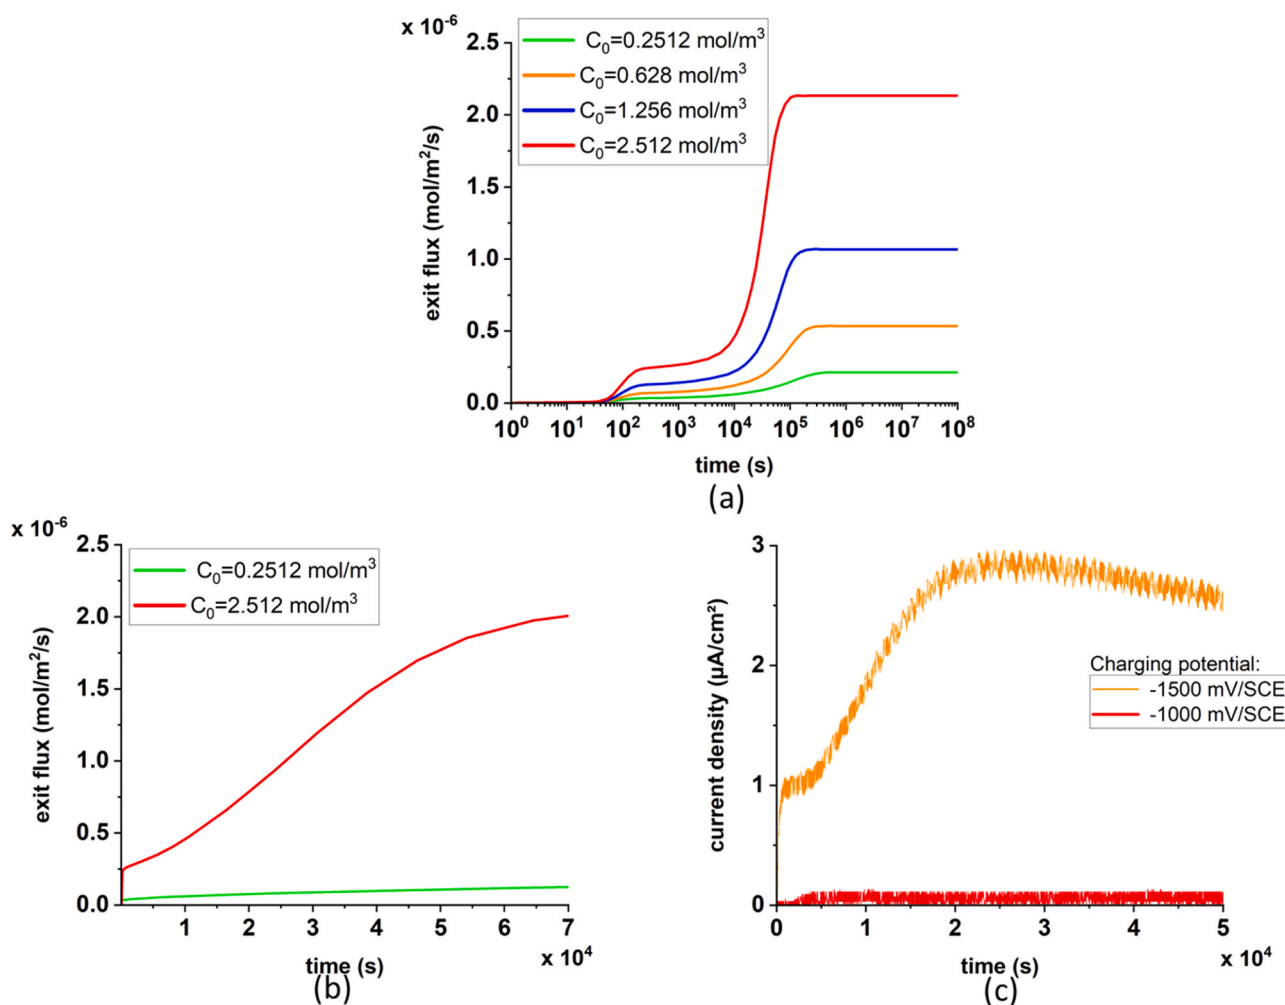 x 10⁻⁶
2.5
2.0
1.5
1.0
0.5
0.0
exit flux (mol/m²/s)
C₀=0.2512 mol/m³
C₀=0.628 mol/m³
C₀=1.256 mol/m³
C₀=2.512 mol/m³
10⁰ 10¹ 10² 10³ 10⁴ 10⁵ 10⁶ 10⁷ 10⁸
time (s)
(a)
x 10⁻⁶
2.5
2.0
1.5
1.0
0.5
0.0
exit flux (mol/m²/s)
C₀=0.2512 mol/m³
C₀=2.512 mol/m³
1 2 3 4 5 6 7
time (s)
x 10⁴
(b)
3
2
1
0
current density (µA/cm²)
Charging potential:
-1500 mV/SCE
-1000 mV/SCE
0 1 2 3 4 5
time (s)
x 10⁴
(c)